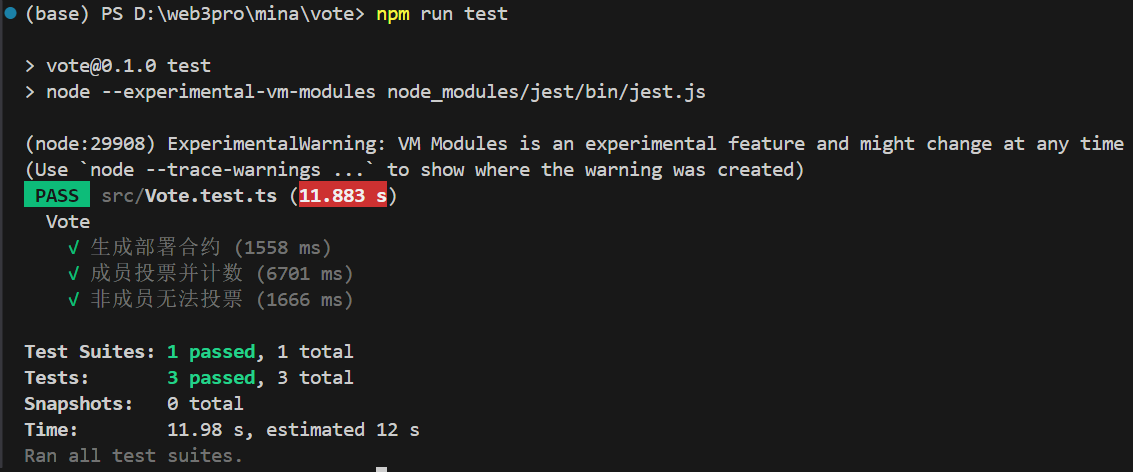 (base) PS D:\web3pro\mina\vote> npm run test
> vote@0.1.0 test
> node --experimental-vm-modules node_modules/jest/bin/jest.js
(node:29908) ExperimentalWarning: VM Modules is an experimental feature and might change at any time
(Use `node --trace-warnings ...` to show where the warning was created)
PASS src/Vote.test.ts (11.883 s)
Vote
√ 生成部署合约 (1558 ms)
√ 成员投票并计数 (6701 ms)
√ 非成员无法投票 (1666 ms)
Test Suites: 1 passed, 1 total
Tests: 3 passed, 3 total
Snapshots: 0 total
Time: 11.98 s, estimated 12 s
Ran all test suites.